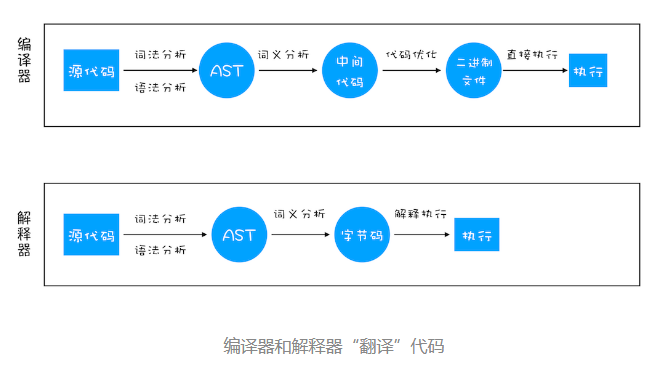 编译器
源代码
词法分析
语法分析
AST
词义分析
中间
代码
代码优化
二进制
文件
直接执行
执行
解释器
源代码
词法分析
语法分析
AST
词义分析
字节码
解释执行
执行
编译器和解释器“翻译”代码